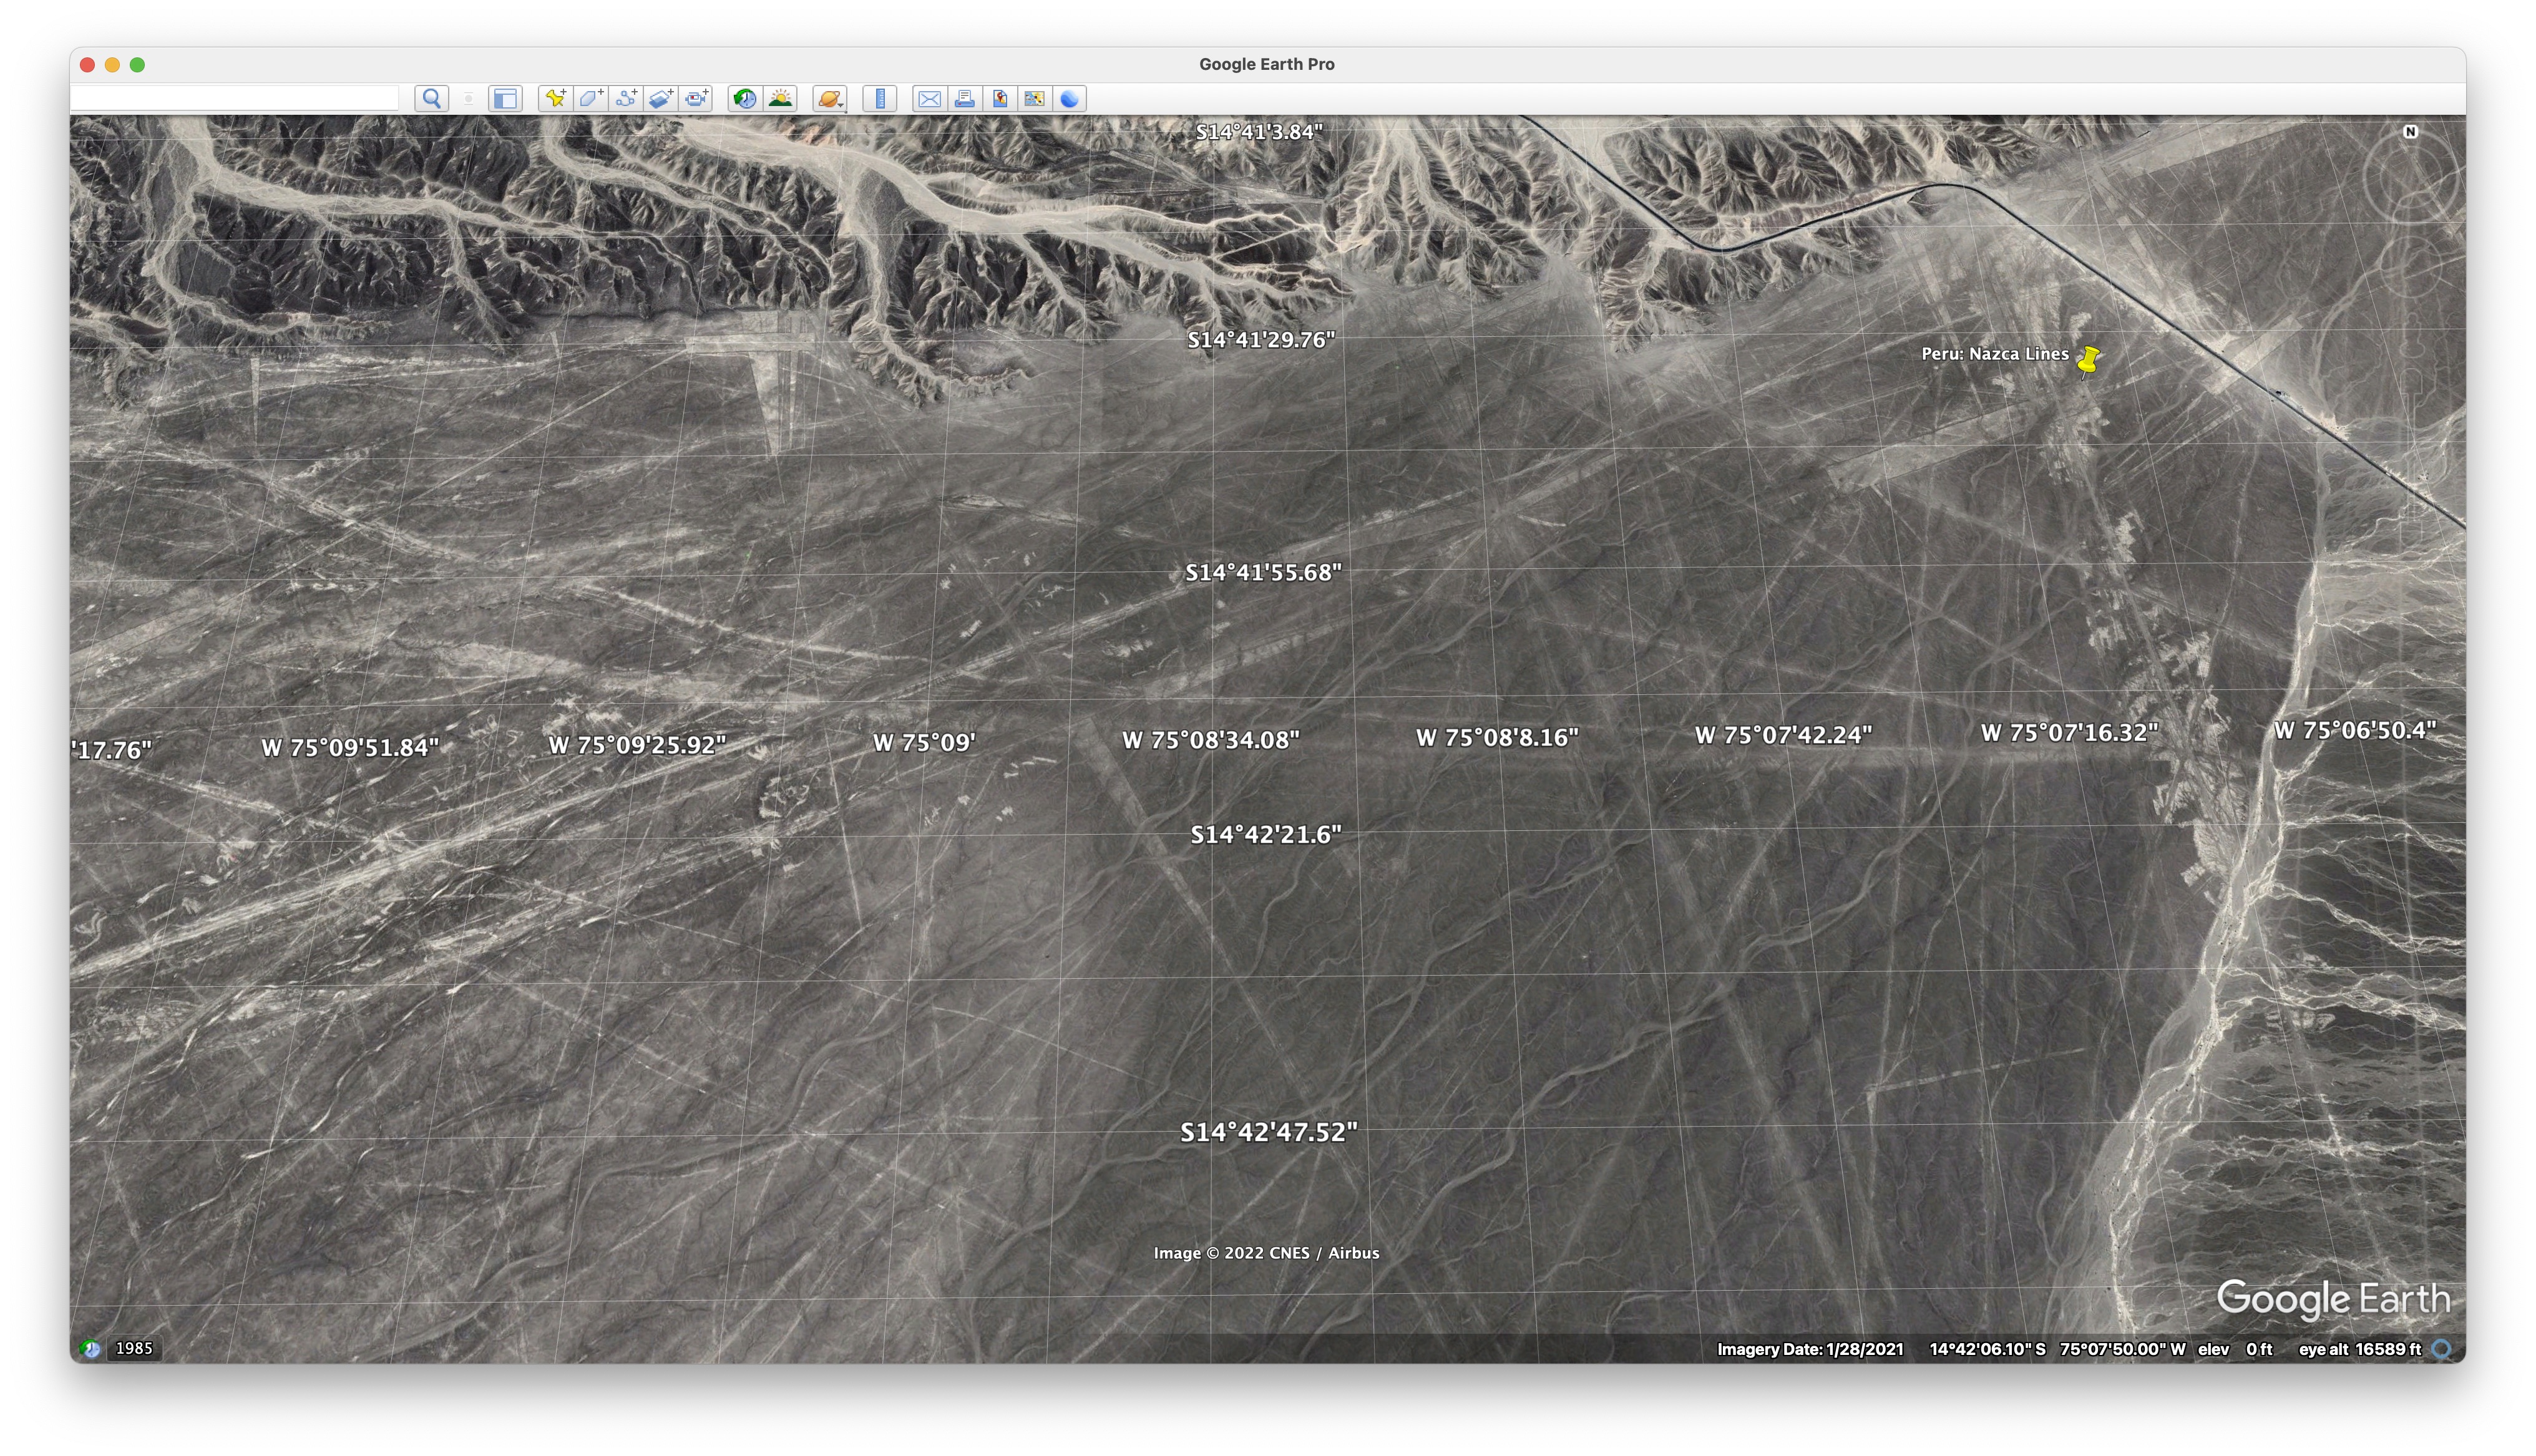 Google Earth Pro
S14°41'3.84"
N
S14°41'29.76"
Peru: Nazca Lines
S14°41'55.68"
'17.76" W 75°09'51.84" W 75°09'25.92" W 75°09' W 75°08'34.08" W 75°08'8.16" W 75°07'42.24" W 75°07'16.32" W 75°06'50.4"
S14°42'21.6"
S14°42'47.52"
Image © 2022 CNES / Airbus
Google Earth
1985 Imagery Date: 1/28/2021 14°42'06.10" S 75°07'50.00" W elev 0 ft eye alt 16589 ft